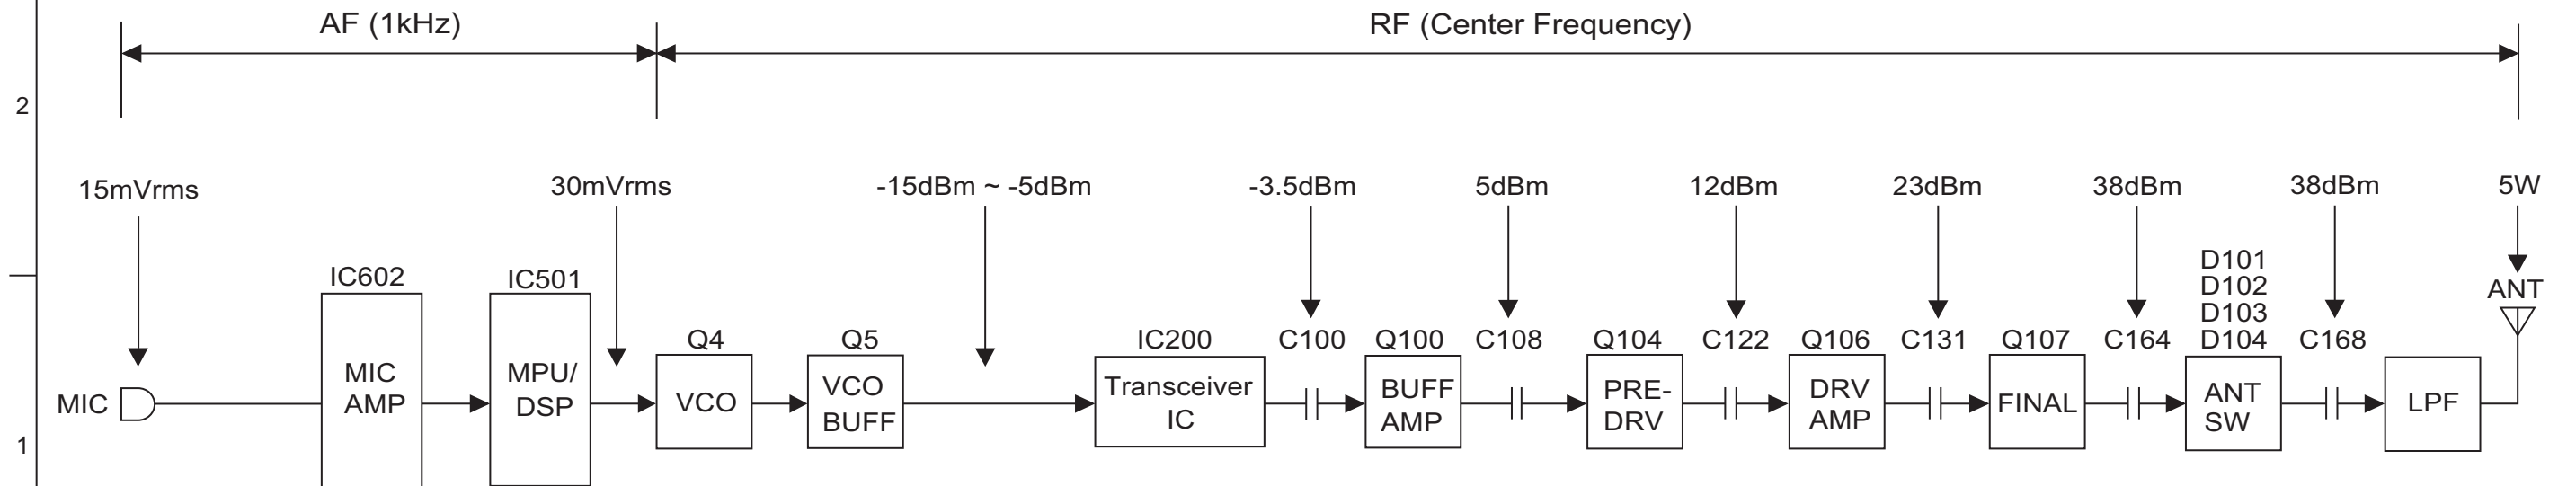 AF (1kHz)
RF (Center Frequency)
2
15mVrms
30mVrms
-15dBm ~ -5dBm
-3.5dBm
5dBm
12dBm
23dBm
38dBm
38dBm
5W
IC602
IC501
Q4
Q5
IC200
C100
Q100
C108
Q104
C122
Q106
C131
Q107
C164
D101
D102
D103
D104
C168
ANT
MIC
MIC
AMP
MPU/
DSP
VCO
VCO
BUFF
Transceiver
IC
BUFF
AMP
PRE-
DRV
DRV
AMP
FINAL
ANT
SW
LPF
1